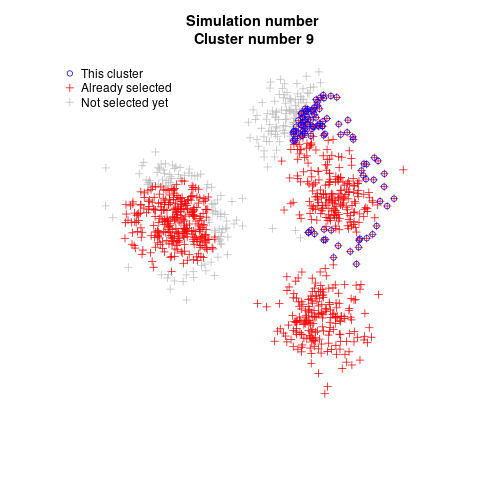 Simulation number
Cluster number 9
This cluster
Already selected
Not selected yet